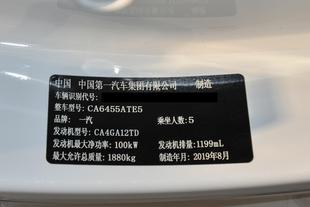 中国 中国第一汽车集团有限公司 制造
车辆识别代号:
整车型号: CA6455ATE5
品牌: 一汽 乘坐人数: 5
发动机型号: CA4GA12TD
发动机最大净功率: 100kW 发动机排量: 1199mL
最大允许总质量: 1880kg 制造年月: 2019年8月